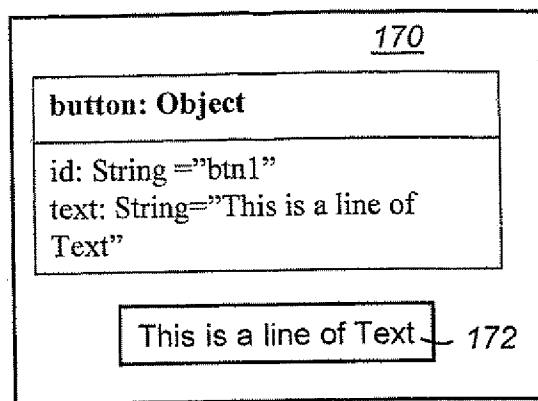 170
button: Object
id: String ="btn1"
text: String="This is a line of
Text"
This is a line of Text 172